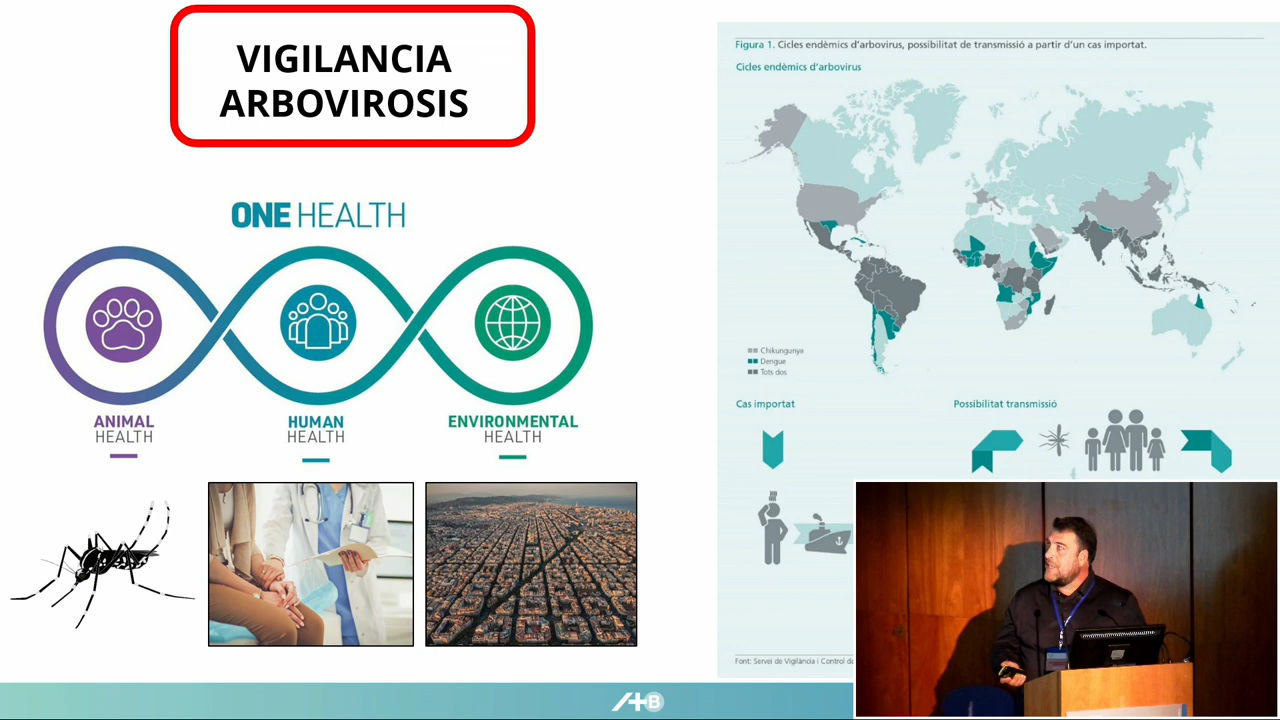 VIGILANCIA
ARBOVIROSIS
ONE HEALTH
ANIMAL
HEALTH
HUMAN
HEALTH
ENVIRONMENTAL
HEALTH
Figura 1. Cicles endèmics d'arbovirus, possibilitat de transmissió a partir d'un cas importat.
Cicles endèmics d'arbovirus
Chikungunya
Dengue
Tots dos
Cas importat
Possibilitat transmissió
Font: Servei de Vigilància i Control